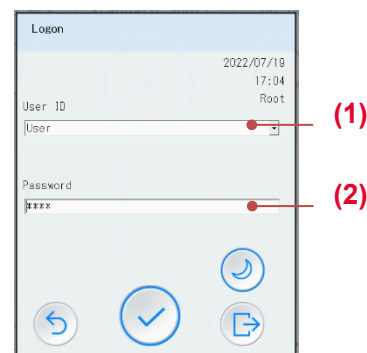 Logon
2022/07/19
17:04
Root
User ID
(1)
User
Password
(2)
****